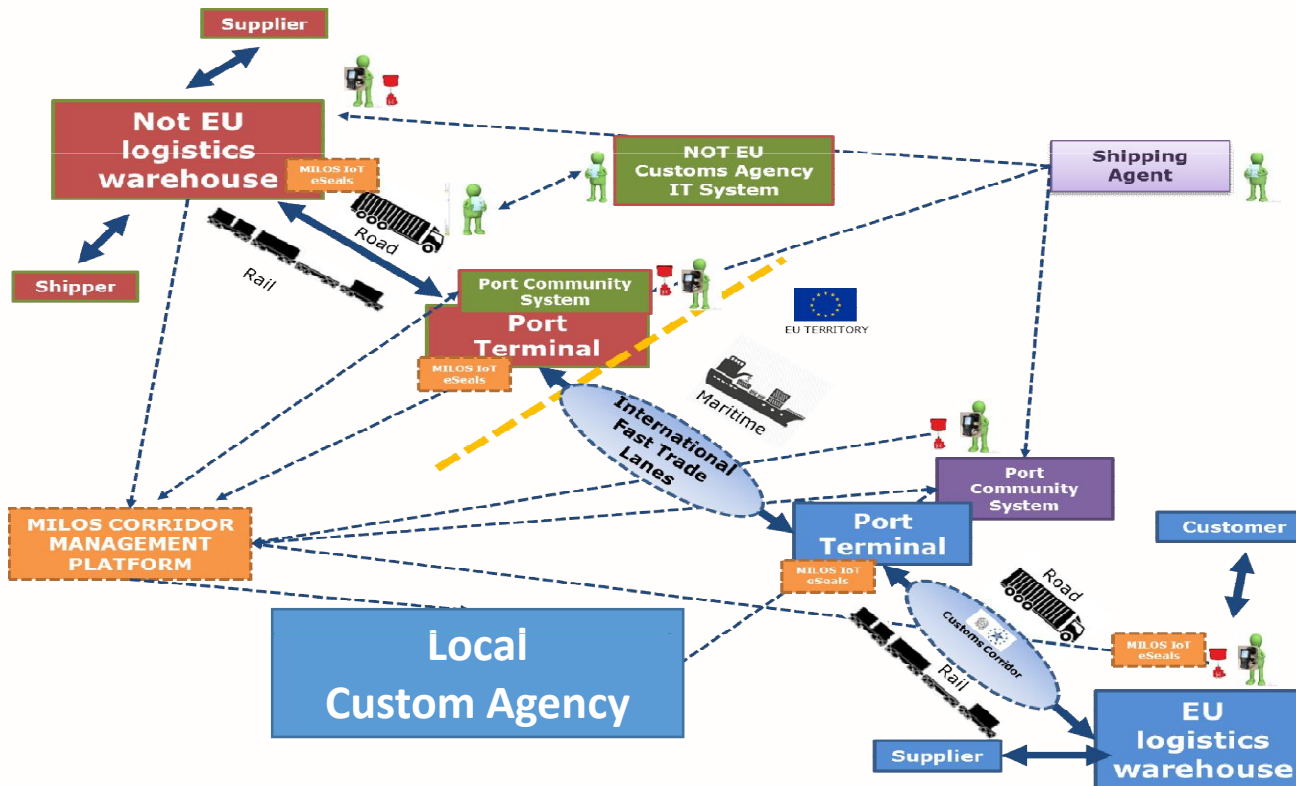 Supplier
Not EU
logistics
warehouse
MILOS IoT
eSeals
NOT EU
Customs Agency
IT System
Shipping
Agent
Road
Rail
Shipper
Port Community
System
Port
Terminal
MILOS IoT
eSeals
EU TERRITORY
Maritime
International
Fast Trade
Lanes
Port
Community
System
MILOS CORRIDOR
MANAGEMENT
PLATFORM
Port
Terminal
Customer
MILOS IoT
eSeals
Road
Customs Corridor
Rail
MILOS IoT
eSeals
Local
Custom Agency
EU
logistics
warehouse
Supplier